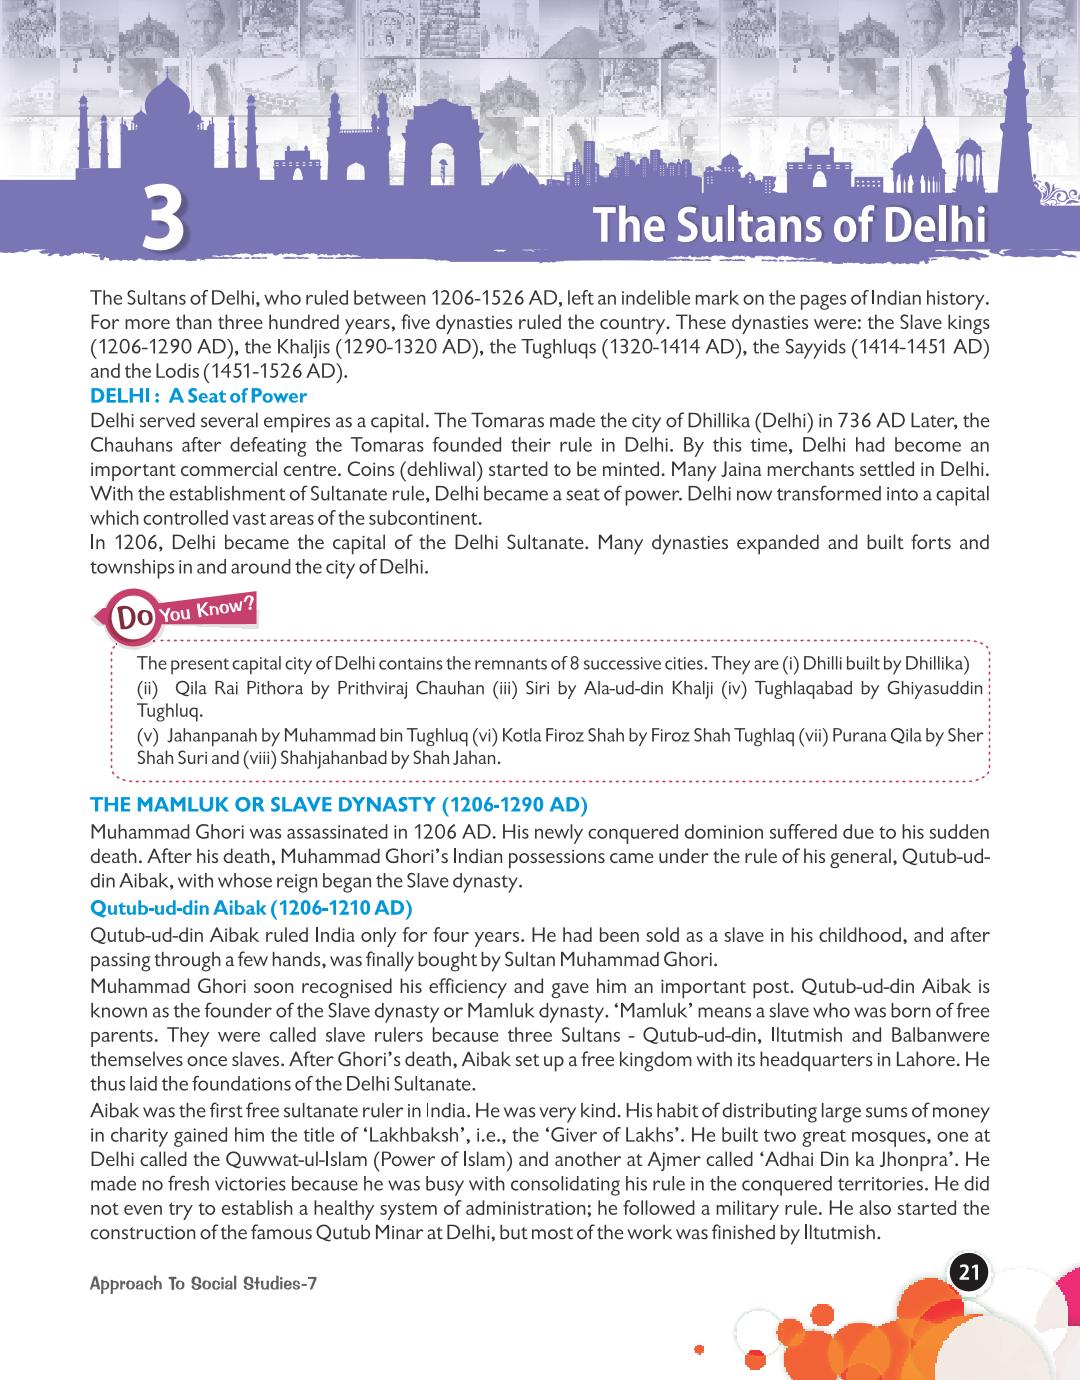 3
The Sultans of Delhi
The Sultans of Delhi, who ruled between 1206-1526 AD, left an indelible mark on the pages of Indian history.
For more than three hundred years, five dynasties ruled the country. These dynasties were: the Slave kings
(1206-1290 AD), the Khaljis (1290-1320 AD), the Tughluqs (1320-1414 AD), the Sayyids (1414-1451 AD)
and the Lodis (1451-1526 AD).
DELHI : A Seat of Power
Delhi served several empires as a capital. The Tomaras made the city of Dhillika (Delhi) in 736 AD Later, the
Chauhans after defeating the Tomaras founded their rule in Delhi. By this time, Delhi had become an
important commercial centre. Coins (dehliwal) started to be minted. Many Jaina merchants settled in Delhi.
With the establishment of Sultanate rule, Delhi became a seat of power. Delhi now transformed into a capital
which controlled vast areas of the subcontinent.
In 1206, Delhi became the capital of the Delhi Sultanate. Many dynasties expanded and built forts and
townships in and around the city of Delhi.
Do You Know?
The present capital city of Delhi contains the remnants of 8 successive cities. They are (i) Dhilli built by Dhillika)
(ii) Qila Rai Pithora by Prithviraj Chauhan (iii) Siri by Ala-ud-din Khalji (iv) Tughlaqabad by Ghiyasuddin
Tughluq.
(v) Jahanpanah by Muhammad bin Tughluq (vi) Kotla Firoz Shah by Firoz Shah Tughlaq (vii) Purana Qila by Sher
Shah Suri and (viii) Shahjahanbad by Shah Jahan.
THE MAMLUK OR SLAVE DYNASTY (1206-1290 AD)
Muhammad Ghori was assassinated in 1206 AD. His newly conquered dominion suffered due to his sudden
death. After his death, Muhammad Ghori's Indian possessions came under the rule of his general, Qutub-ud-
din Aibak, with whose reign began the Slave dynasty.
Qutub-ud-din Aibak (1206-1210 AD)
Qutub-ud-din Aibak ruled India only for four years. He had been sold as a slave in his childhood, and after
passing through a few hands, was finally bought by Sultan Muhammad Ghori.
Muhammad Ghori soon recognised his efficiency and gave him an important post. Qutub-ud-din Aibak is
known as the founder of the Slave dynasty or Mamluk dynasty. ‘Mamluk’ means a slave who was born of free
parents. They were called slave rulers because three Sultans - Qutub-ud-din, Iltutmish and Balbanwere
themselves once slaves. After Ghori's death, Aibak set up a free kingdom with its headquarters in Lahore. He
thus laid the foundations of the Delhi Sultanate.
Aibak was the first free sultanate ruler in India. He was very kind. His habit of distributing large sums of money
in charity gained him the title of ‘Lakhbaksh’, i.e., the ‘Giver of Lakhs’. He built two great mosques, one at
Delhi called the Quwwat-ul-Islam (Power of Islam) and another at Ajmer called ‘Adhai Din ka Jhonpra’. He
made no fresh victories because he was busy with consolidating his rule in the conquered territories. He did
not even try to establish a healthy system of administration; he followed a military rule. He also started the
construction of the famous Qutub Minar at Delhi, but most of the work was finished by Iltutmish.
Approach To Social Studies-7
21